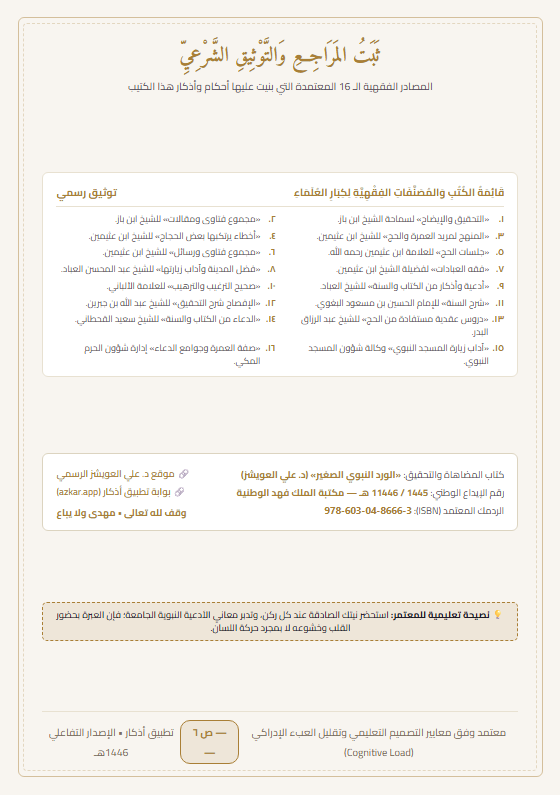 ثَبَتُ المَرَاجِعِ وَالتَّوْثِيقِ الشَّرْعِيِّ
المصادر الفقهية الـ 16 المعتمدة التي بنيت عليها أحكام وأذكار هذا الكتيب
قَائِمَةُ الكُتُبِ وَالمُصَنَّفَاتِ الفِقْهِيَّةِ لِكِبَارِ العُلَمَاءِ
توثيق رسمي
١. «التحقيق والإيضاح» لسماحة الشيخ ابن باز.
٢. «مجموع فتاوى ومقالات» للشيخ ابن باز.
٣. «المنهج لمريد العمرة والحج» للشيخ ابن عثيمين.
٤. «أخطاء يرتكبها بعض الحجاج» للشيخ ابن عثيمين.
٥. «جلسات الحج» للعلامة ابن عثيمين رحمه الله.
٦. «مجموع فتاوى ورسائل» للشيخ ابن عثيمين.
٧. «فقه العبادات» لفضيلة الشيخ ابن عثيمين.
٨. «فضل المدينة وآداب زيارتها» للشيخ عبد المحسن العباد.
٩. «أدعية وأذكار من الكتاب والسنة» للشيخ العباد.
١٠. «صحيح الترغيب والترهيب» للعلامة الألباني.
١١. «شرح السنة» للإمام الحسين بن مسعود البغوي.
١٢. «الإفصاح شرح التحقيق» للشيخ عبد الله بن جبرين.
١٣. «دروس عقدية مستفادة من الحج» للشيخ عبد الرزاق
البدر.
١٤. «الدعاء من الكتاب والسنة» للشيخ سعيد القحطاني.
١٥. «آداب زيارة المسجد النبوي» وكالة شؤون المسجد
النبوي.
١٦. «صفة العمرة وجوامع الدعاء» إدارة شؤون الحرم
المكي.
كتاب المضاهاة والتحقيق: «الورد النبوي الصغير» (د. علي العويشز)
رقم الإيداع الوطني: 1445 / 11446 هـ — مكتبة الملك فهد الوطنية
الردمك المعتمد (ISBN): 978-603-04-8666-3
🔗 موقع د. علي العويشز الرسمي
🔗 بوابة تطبيق أذكار (azkar.app)
وقف لله تعالى • مهدى ولا يباع
💡 نصيحة تعليمية للمعتمر: استحضر نيتك الصادقة عند كل ركن، وتدبر معاني الأدعية النبوية الجامعة؛ فإن العبرة بحضور
القلب وخشوعه لا بمجرد حركة اللسان.
معتمد وفق معايير التصميم التعليمي وتقليل العبء الإدراكي
(Cognitive Load)
— ص ٦
—
تطبيق أذكار • الإصدار التفاعلي
1446هـ